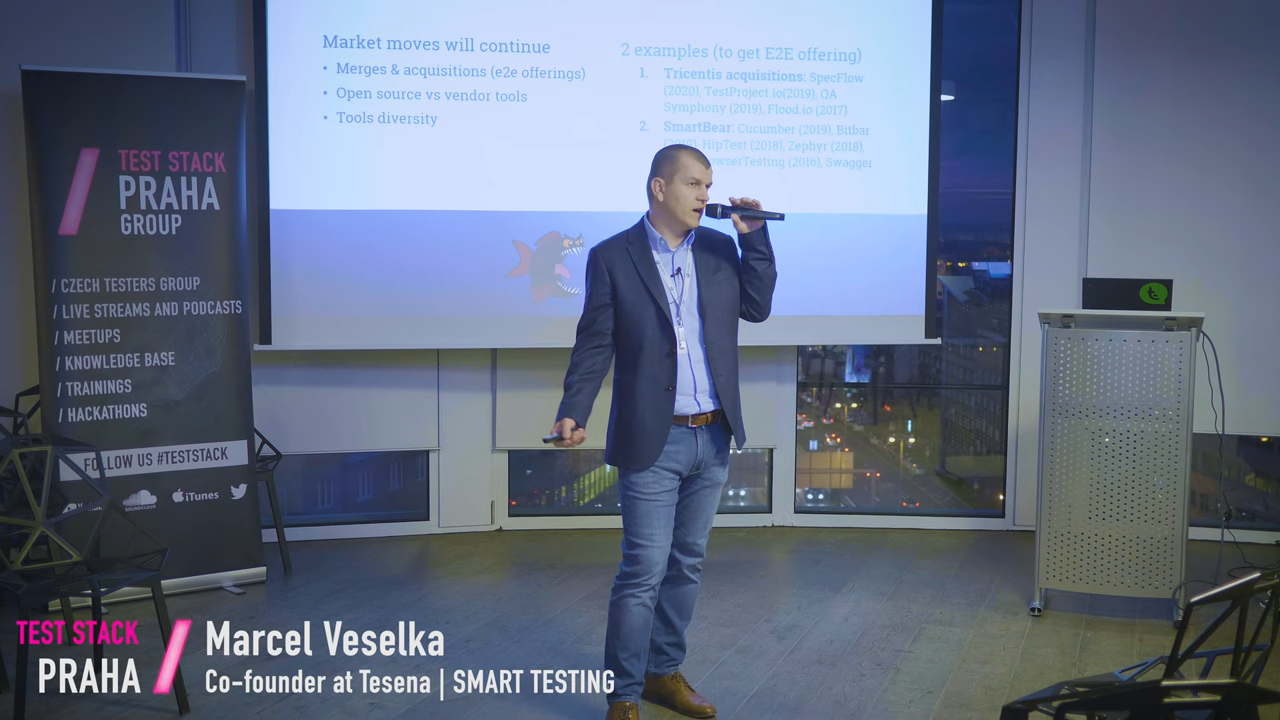 Market moves will continue
• Merges & acquisitions (e2e offerings)
• Open source vs vendor tools
• Tools diversity
2 examples (to get E2E offering)
1. Tricentis acquisitions: SpecFlow
(2020), TestProject.io(2019), QA
Symphony (2019), Flood.io (2017)
2. SmartBear: Cucumber (2019), Bitbar
HipTest (2018), Zephyr (2018),
(2016), Swagger
TEST STACK
PRAHA
GROUP
/ CZECH TESTERS GROUP
/ LIVE STREAMS AND PODCASTS
/ MEETUPS
/ KNOWLEDGE BASE
/ TRAININGS
/ HACKATHONS
FOLLOW US #TESTSTACK
SOUNDCLOUD
iTunes
TEST STACK
PRAHA
Marcel Veselka
Co-founder at Tesena | SMART TESTING